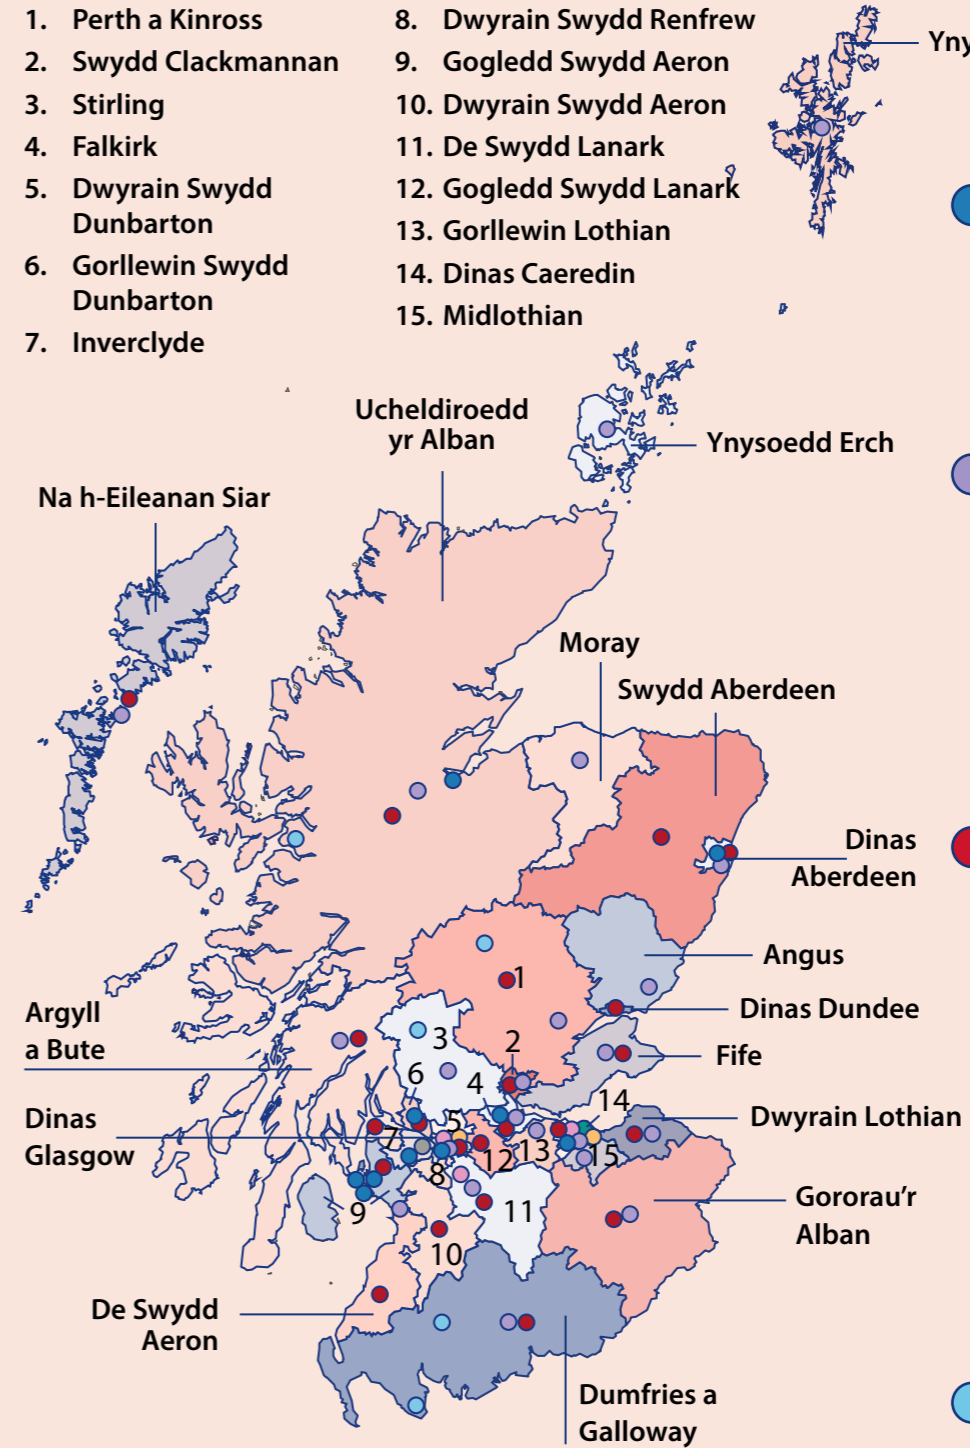 1. Perth a Kinross
2. Swydd Clackmannan
3. Stirling
4. Falkirk
5. Dwyrain Swydd
Dunbarton
6. Gorllewin Swydd
Dunbarton
7. Inverclyde
8. Dwyrain Swydd Renfrew
9. Gogledd Swydd Aeron
10. Dwyrain Swydd Aeron
11. De Swydd Lanark
12. Gogledd Swydd Lanark
13. Gorllewin Lothian
14. Dinas Caeredin
15. Midlothian
Yny
Ucheldiroedd
yr Alban
Ynysoedd Erch
Na h-Eileanan Siar
Moray
Swydd Aberdeen
Dinas
Aberdeen
Angus
1
Dinas Dundee
Argyll
a Bute
3
2
Fife
6
4
14
Dwyrain Lothian
Dinas
Glasgow
5
7
13
15
12
8
Gororau'r
Alban
9
11
10
De Swydd
Aeron
Dumfries a
Galloway